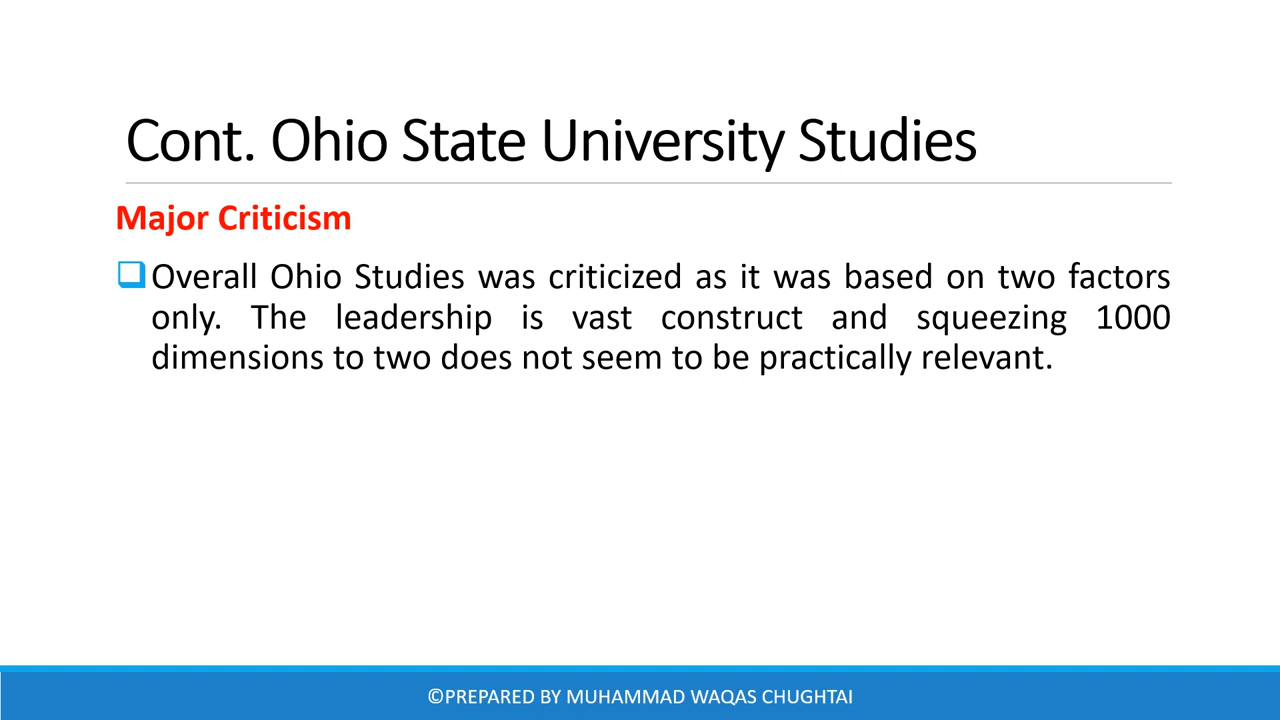 Cont. Ohio State University Studies
Major Criticism
Overall Ohio Studies was criticized as it was based on two factors
only. The leadership is vast construct and squeezing 1000
dimensions to two does not seem to be practically relevant.
©PREPARED BY MUHAMMAD WAQAS CHUGHTAI